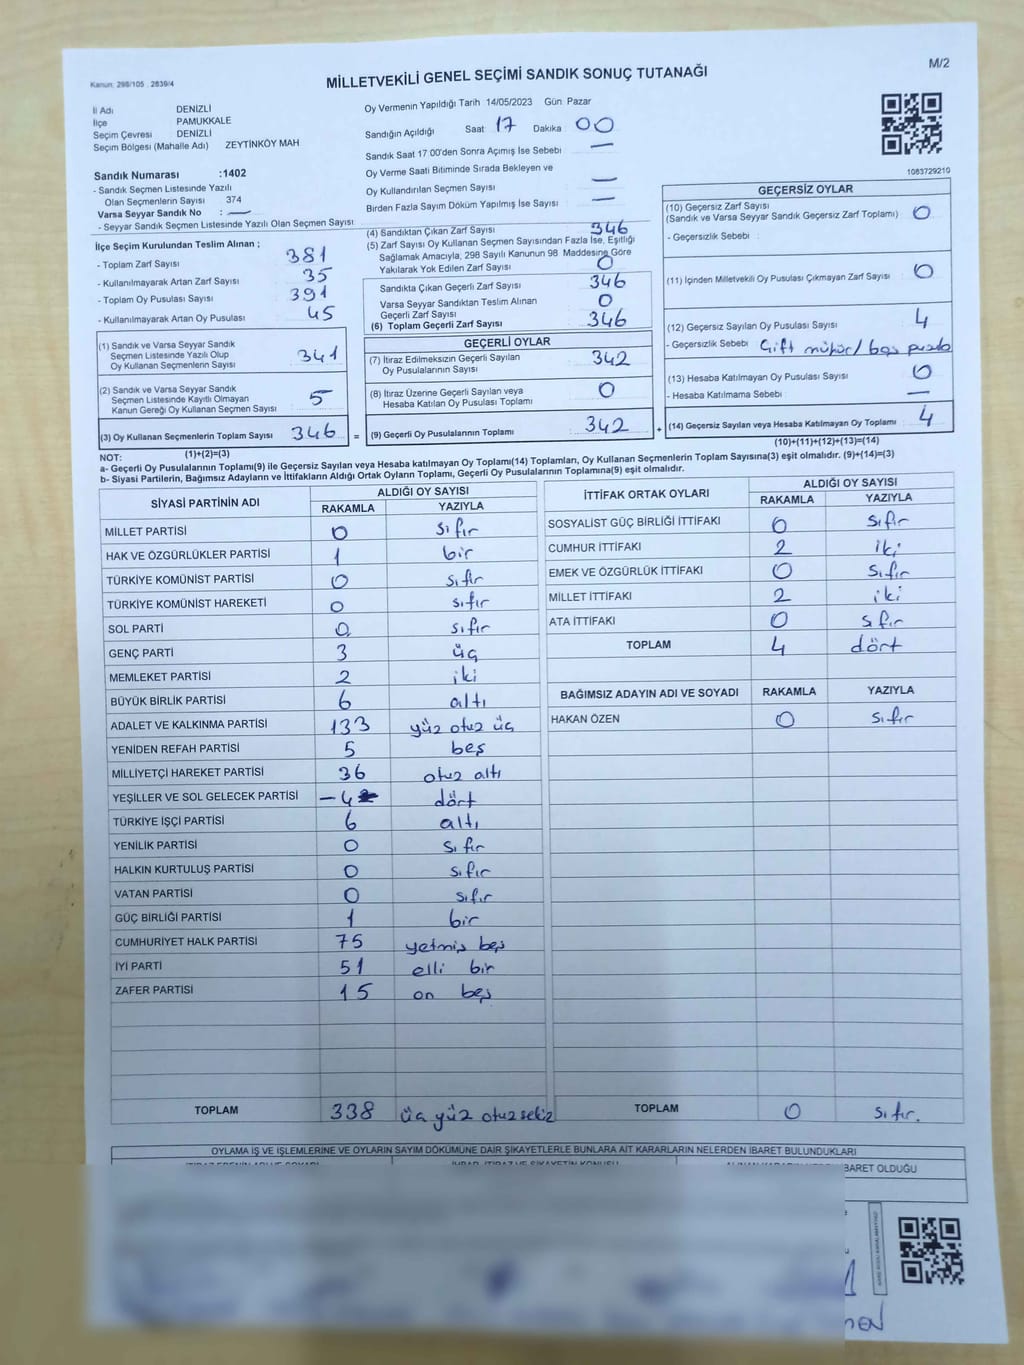 Kanun: 298/105 2839/4
MİLLETVEKİLİ GENEL SEÇİMİ SANDIK SONUÇ TUTANAĞI
M/2
İl Adı DENİZLİ
İlçe PAMUKKALE
Seçim Çevresi DENİZLİ
Seçim Bölgesi (Mahalle Adı) ZEYTİNKÖY MAH
Oy Vermenin Yapıldığı Tarih 14/05/2023 Gün Pazar
Sandığın Açıldığı Saat 17 Dakika : 00
Sandık Saat 17 00'den Sonra Açımış İse Sebebi —
Oy Verme Saati Bitiminde Sırada Bekleyen ve
Oy Kullandırılan Seçmen Sayısı —
Birden Fazla Sayım Döküm Yapılmış İse Sayısı —
1083729210
Sandık Numarası :1402
- Sandık Seçmen Listesinde Yazılı
Olan Seçmenlerin Sayısı 374
Varsa Seyyar Sandık No : —
- Seyyar Sandık Seçmen Listesinde Yazılı Olan Seçmen Sayısı
İlçe Seçim Kurulundan Teslim Alınan ;
- Toplam Zarf Sayısı 381
- Kullanılmayarak Artan Zarf Sayısı 35
- Toplam Oy Pusulası Sayısı 391
- Kullanılmayarak Artan Oy Pusulası 45
(1) Sandık ve Varsa Seyyar Sandık
Seçmen Listesinde Yazılı Olup
Oy Kullanan Seçmenlerin Sayısı 341
(2) Sandık ve Varsa Seyyar Sandık
Seçmen Listesinde Kayıtlı Olmayan
Kanun Gereği Oy Kullanan Seçmen Sayısı 5
(3) Oy Kullanan Seçmenlerin Toplam Sayısı 346 =
(4) Sandıktan Çıkan Zarf Sayısı 346
(5) Zarf Sayısı Oy Kullanan Seçmen Sayısından Fazla İse, Eşitliği
Sağlamak Amacıyla, 298 Sayılı Kanunun 98 Maddesine Göre
Yakılarak Yok Edilen Zarf Sayısı 0
Sandıkta Çıkan Geçerli Zarf Sayısı 346
Varsa Seyyar Sandıktan Teslim Alınan
Geçerli Zarf Sayısı 0
(6) Toplam Geçerli Zarf Sayısı 346
GEÇERLİ OYLAR
(7) İtiraz Edilmeksizin Geçerli Sayılan
Oy Pusulalarının Sayısı 342
(8) İtiraz Üzerine Geçerli Sayılan veya
Hesaba Katılan Oy Pusulası Toplamı 0
(9) Geçerli Oy Pusulalarının Toplamı 342 +
GEÇERSİZ OYLAR
(10) Geçersiz Zarf Sayısı
(Sandık ve Varsa Seyyar Sandık Geçersiz Zarf Toplamı) 0
- Geçersizlik Sebebi :
(11) İçinden Milletvekili Oy Pusulası Çıkmayan Zarf Sayısı 0
(12) Geçersiz Sayılan Oy Pusulası Sayısı 4
- Geçersizlik Sebebi Çift mühür/boş pusula
(13) Hesaba Katılmayan Oy Pusulası Sayısı 0
- Hesaba Katılmama Sebebi —
(14) Geçersiz Sayılan veya Hesaba Katılmayan Oy Toplamı 4
(10)+(11)+(12)+(13)=(14)
NOT: (1)+(2)=(3)
a- Geçerli Oy Pusulalarının Toplamı(9) ile Geçersiz Sayılan veya Hesaba katılmayan Oy Toplamı(14) Toplamları, Oy Kullanan Seçmenlerin Toplam Sayısına(3) eşit olmalıdır. (9)+(14)=(3)
b- Siyasi Partilerin, Bağımsız Adayların ve İttifakların Aldığı Ortak Oyların Toplamı, Geçerli Oy Pusulalarının Toplamına(9) eşit olmalıdır.
SİYASİ PARTİNİN ADI ALDIĞI OY SAYISI
RAKAMLA YAZIYLA
MİLLET PARTİSİ 0 sıfır
HAK VE ÖZGÜRLÜKLER PARTİSİ 1 bir
TÜRKİYE KOMÜNİST PARTİSİ 0 sıfır
TÜRKİYE KOMÜNİST HAREKETİ 0 sıfır
SOL PARTİ 0 sıfır
GENÇ PARTİ 3 üç
MEMLEKET PARTİSİ 2 iki
BÜYÜK BİRLİK PARTİSİ 6 altı
ADALET VE KALKINMA PARTİSİ 133 yüz otuz üç
YENİDEN REFAH PARTİSİ 5 beş
MİLLİYETÇİ HAREKET PARTİSİ 36 otuz altı
YEŞİLLER VE SOL GELECEK PARTİSİ – 4 dört
TÜRKİYE İŞÇİ PARTİSİ 6 altı
YENİLİK PARTİSİ 0 sıfır
HALKIN KURTULUŞ PARTİSİ 0 sıfır
VATAN PARTİSİ 0 sıfır
GÜÇ BİRLİĞİ PARTİSİ 1 bir
CUMHURİYET HALK PARTİSİ 75 yetmiş beş
İYİ PARTİ 51 elli bir
ZAFER PARTİSİ 15 on beş
TOPLAM 338 üç yüz otuz sekiz
İTTİFAK ORTAK OYLARI ALDIĞI OY SAYISI
RAKAMLA YAZIYLA
SOSYALİST GÜÇ BİRLİĞİ İTTİFAKI 0 sıfır
CUMHUR İTTİFAKI 2 iki
EMEK VE ÖZGÜRLÜK İTTİFAKI 0 sıfır
MİLLET İTTİFAKI 2 iki
ATA İTTİFAKI 0 sıfır
TOPLAM 4 dört
BAĞIMSIZ ADAYIN ADI VE SOYADI RAKAMLA YAZIYLA
HAKAN ÖZEN 0 sıfır
TOPLAM 0 sıfır.
OYLAMA İŞ VE İŞLEMLERİNE VE OYLARIN SAYIM DÖKÜMÜNE DAİR ŞİKAYETLERLE BUNLARA AİT KARARLARIN NELERDEN İBARET BULUNDUKLARI
BARET OLDUĞU